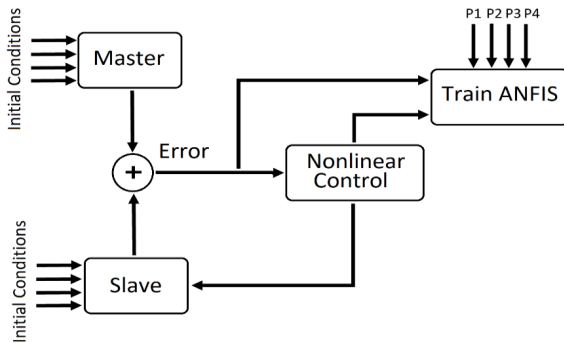 P1 P2 P3 P4
Initial Conditions
Master
Train ANFIS
Error
+
Nonlinear
Control
Initial Conditions
Slave